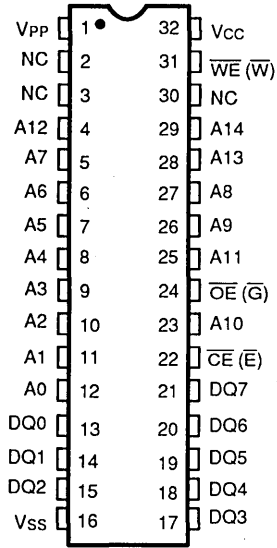 VPP 1 32 VCC
NC 2 31 W̅E̅ (W̅)
NC 3 30 NC
A12 4 29 A14
A7 5 28 A13
A6 6 27 A8
A5 7 26 A9
A4 8 25 A11
A3 9 24 O̅E̅ (G̅)
A2 10 23 A10
A1 11 22 C̅E̅ (E̅)
A0 12 21 DQ7
DQ0 13 20 DQ6
DQ1 14 19 DQ5
DQ2 15 18 DQ4
VSS 16 17 DQ3